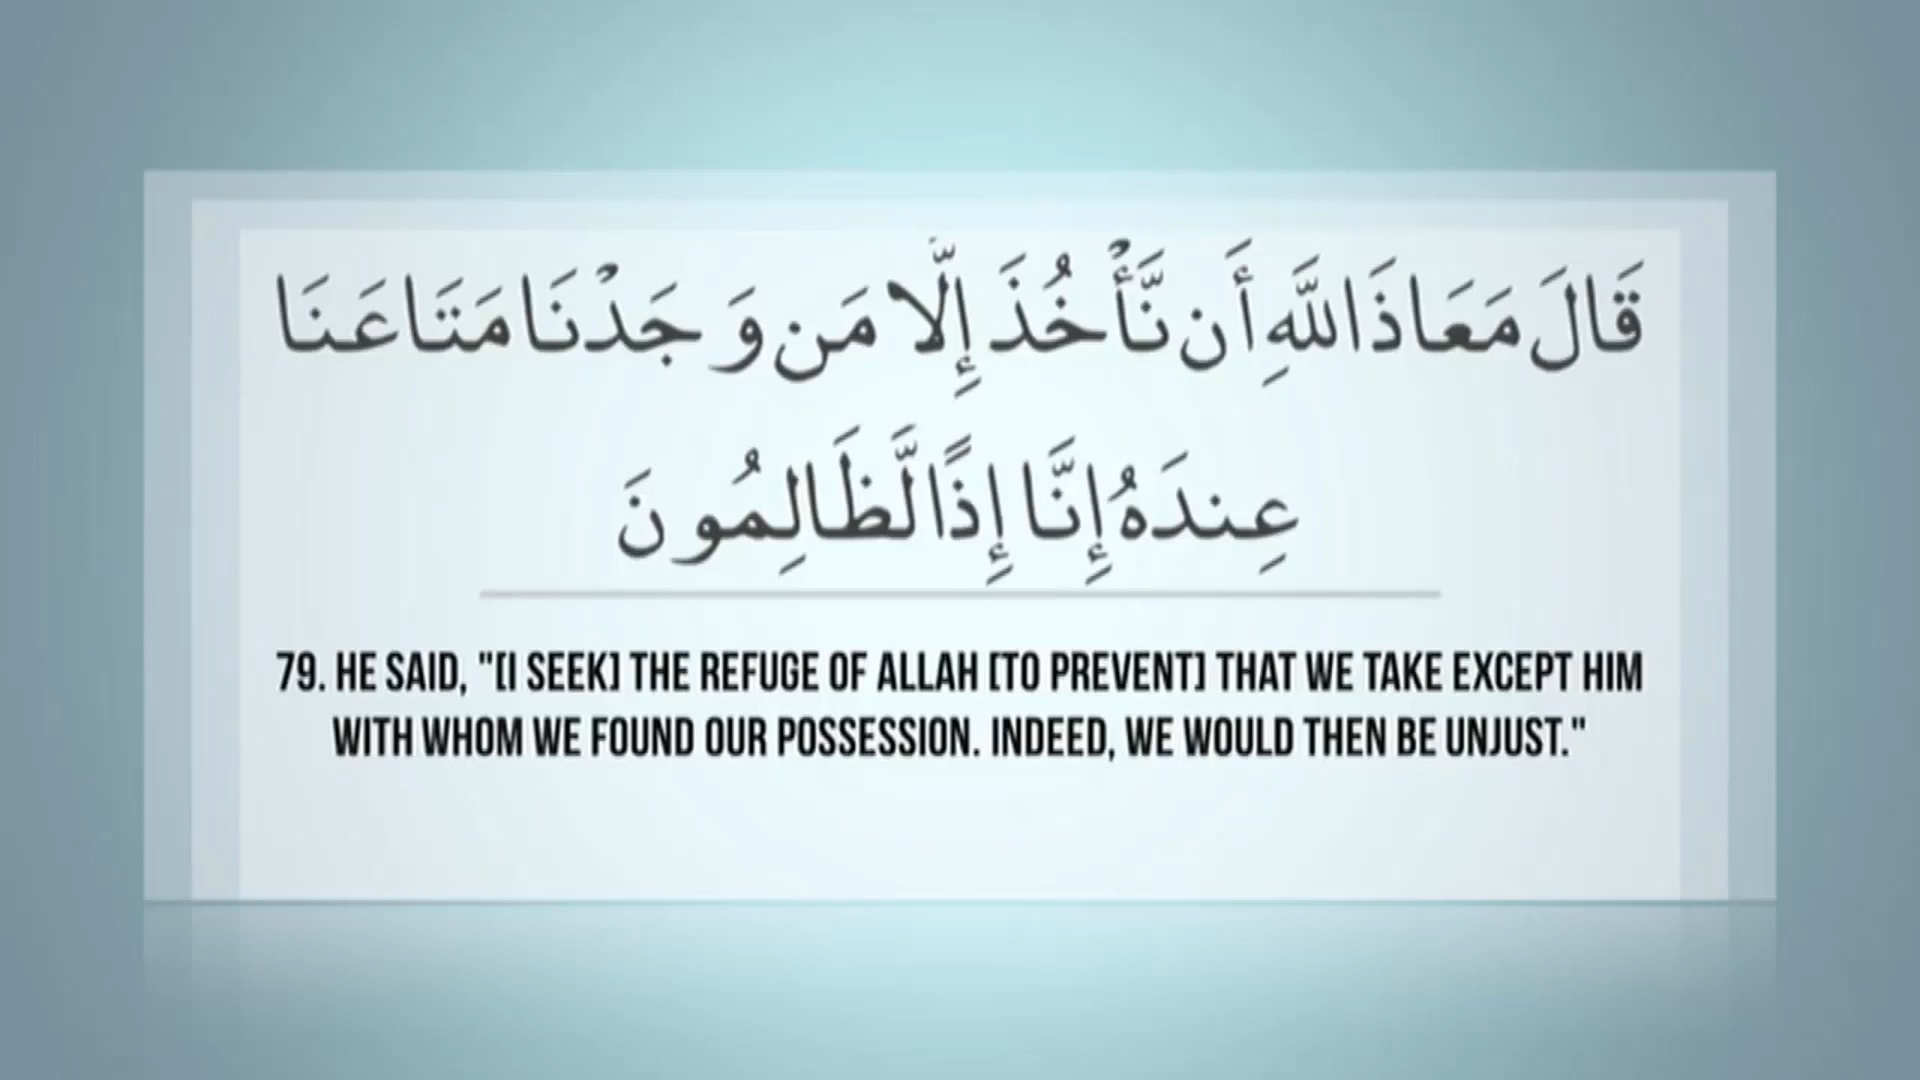 قَالَ مَعَاذَ اللَّهِ أَن نَّأْخُذَ إِلَّا مَن وَجَدْنَا مَتَاعَنَا
عِندَهُ إِنَّا إِذًا لَّظَالِمُونَ
79. HE SAID, "[I SEEK] THE REFUGE OF ALLAH [TO PREVENT] THAT WE TAKE EXCEPT HIM
WITH WHOM WE FOUND OUR POSSESSION. INDEED, WE WOULD THEN BE UNJUST."